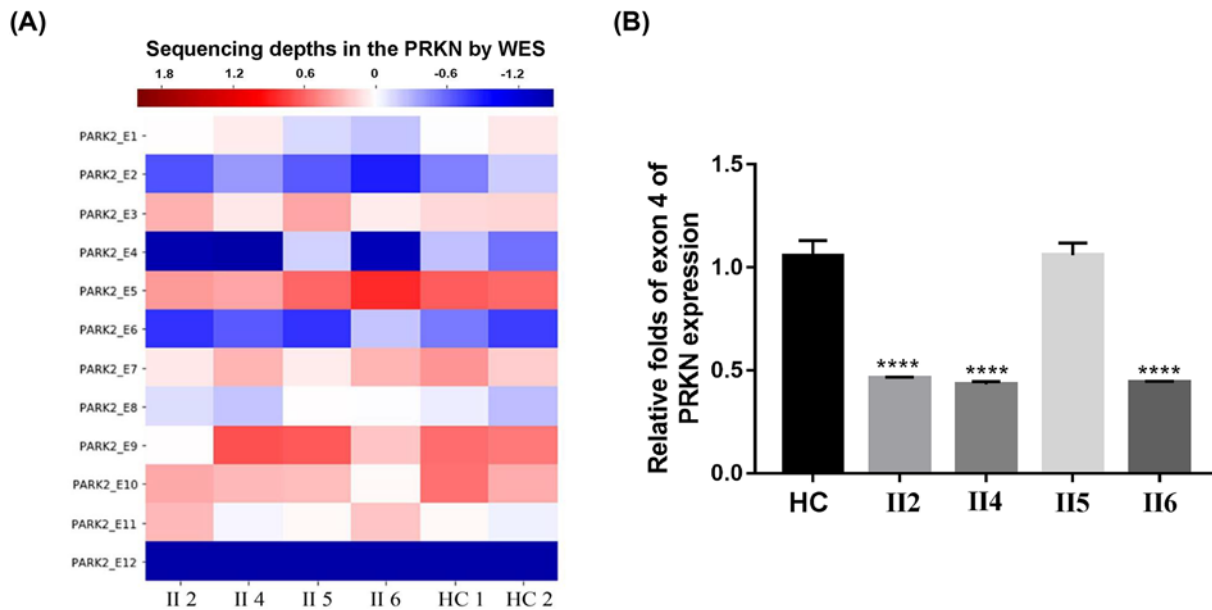 (A)
Sequencing depths in the PRKN by WES
1.8 1.2 0.6 0 -0.6 -1.2
PARK2_E1
PARK2_E2
PARK2_E3
PARK2_E4
PARK2_E5
PARK2_E6
PARK2_E7
PARK2_E8
PARK2_E9
PARK2_E10
PARK2_E11
PARK2_E12
II 2 II 4 II 5 II 6 HC 1 HC 2
(B)
Relative folds of exon 4 of
PRKN expression
1.5
1.0
0.5
0.0
**** **** ****
HC II2 II4 II5 II6